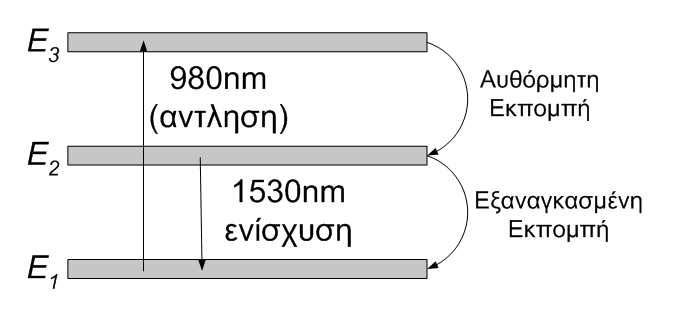 E3
980nm
(αντληση)
Αυθόρμητη
Εκπομπή
E2
1530nm
ενίσχυση
Εξαναγκασμένη
Εκπομπή
E1